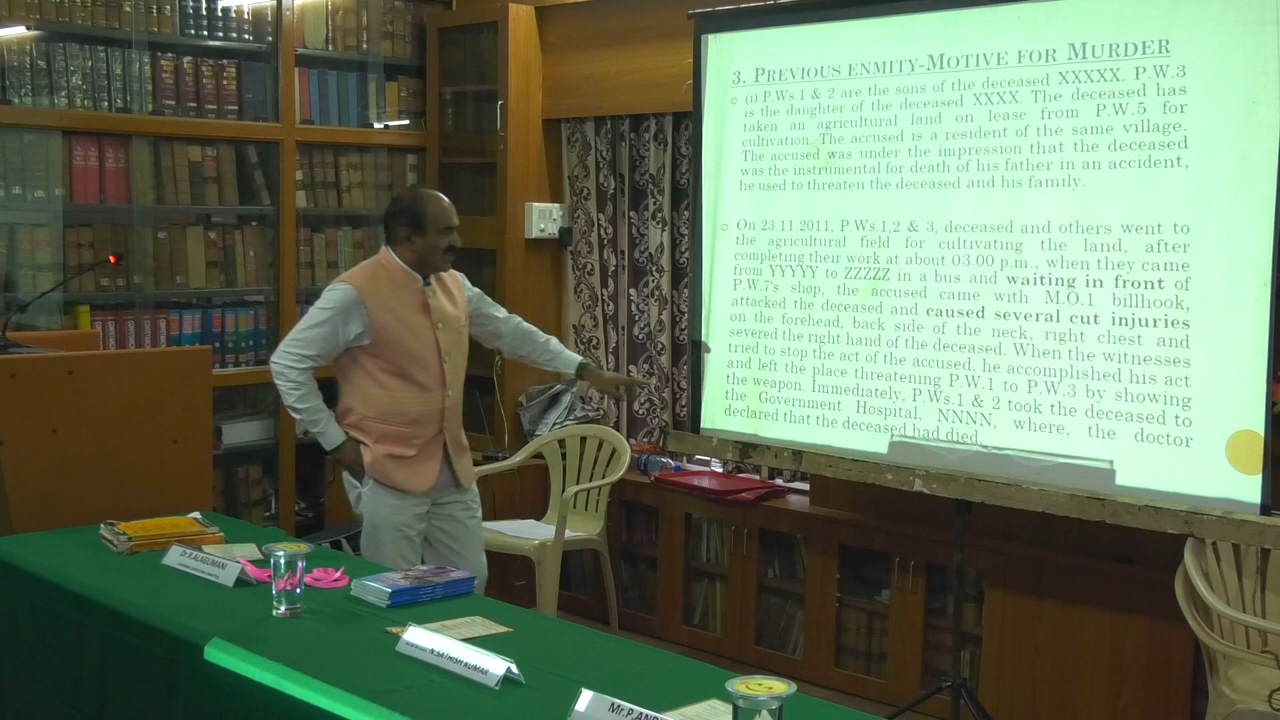 3. PREVIOUS ENMITY-MOTIVE FOR MURDER
(i) P.Ws.1 & 2 are the sons of the deceased XXXXX. P.W.3
is the daughter of the deceased XXXX. The deceased has
taken an agricultural land on lease from P.W.5 for
cultivation. The accused is a resident of the same village.
The accused was under the impression that the deceased
was the instrumental for death of his father in an accident,
he used to threaten the deceased and his family.
On 23.11.2011, P.Ws.1,2 & 3, deceased and others went to
the agricultural field for cultivating the land, after
completing their work at about 03.00 p.m., when they came
from YYYYY to ZZZZZ in a bus and waiting in front of
P.W.7's shop, the accused came with M.O.1 billhook,
attacked the deceased and caused several cut injuries
on the forehead, back side of the neck, right chest and
severed the right hand of the deceased. When the witnesses
tried to stop the act of the accused, he accomplished his act
and left the place threatening P.W.1 to P.W.3 by showing
the weapon. Immediately, P.Ws.1 & 2 took the deceased to
the Government Hospital, NNNN, where, the doctor
declared that the deceased had died.
Dr.R.ALAGUMANI
N.SATHISH KUMAR
Mr.P.